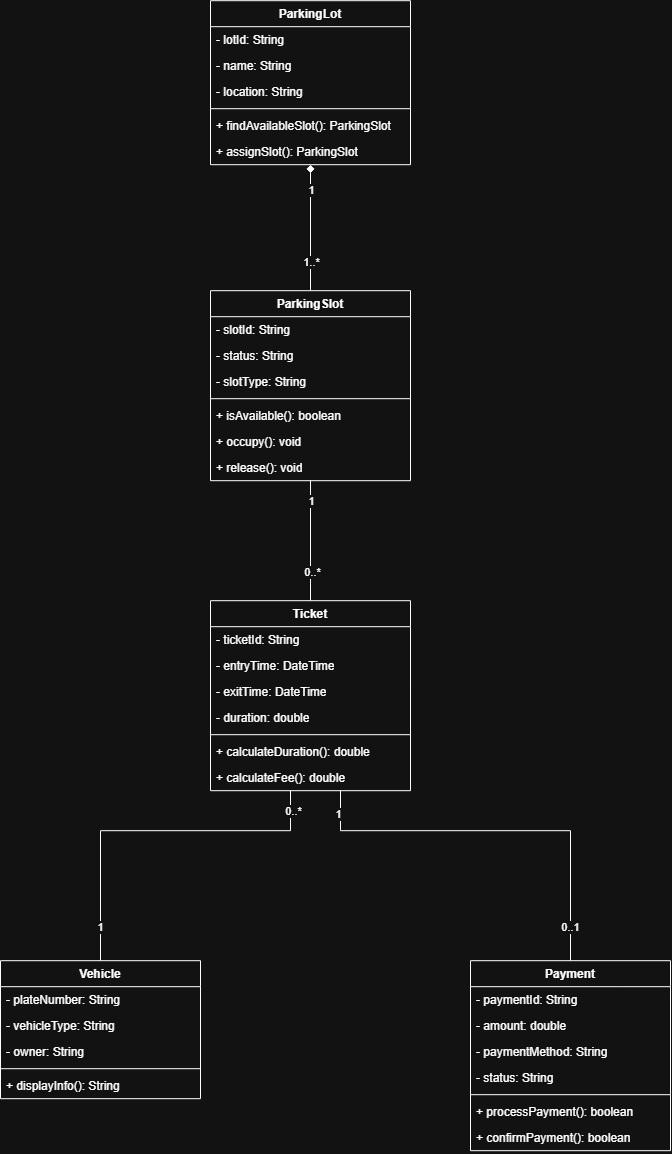 ParkingLot
- lotId: String
- name: String
- location: String
+ findAvailableSlot(): ParkingSlot
+ assignSlot(): ParkingSlot
1
1..*
ParkingSlot
- slotId: String
- status: String
- slotType: String
+ isAvailable(): boolean
+ occupy(): void
+ release(): void
1
0..*
Ticket
- ticketId: String
- entryTime: DateTime
- exitTime: DateTime
- duration: double
+ calculateDuration(): double
+ calculateFee(): double
0..*
1
1
0..1
Vehicle
- plateNumber: String
- vehicleType: String
- owner: String
+ displayInfo(): String
Payment
- paymentId: String
- amount: double
- paymentMethod: String
- status: String
+ processPayment(): boolean
+ confirmPayment(): boolean